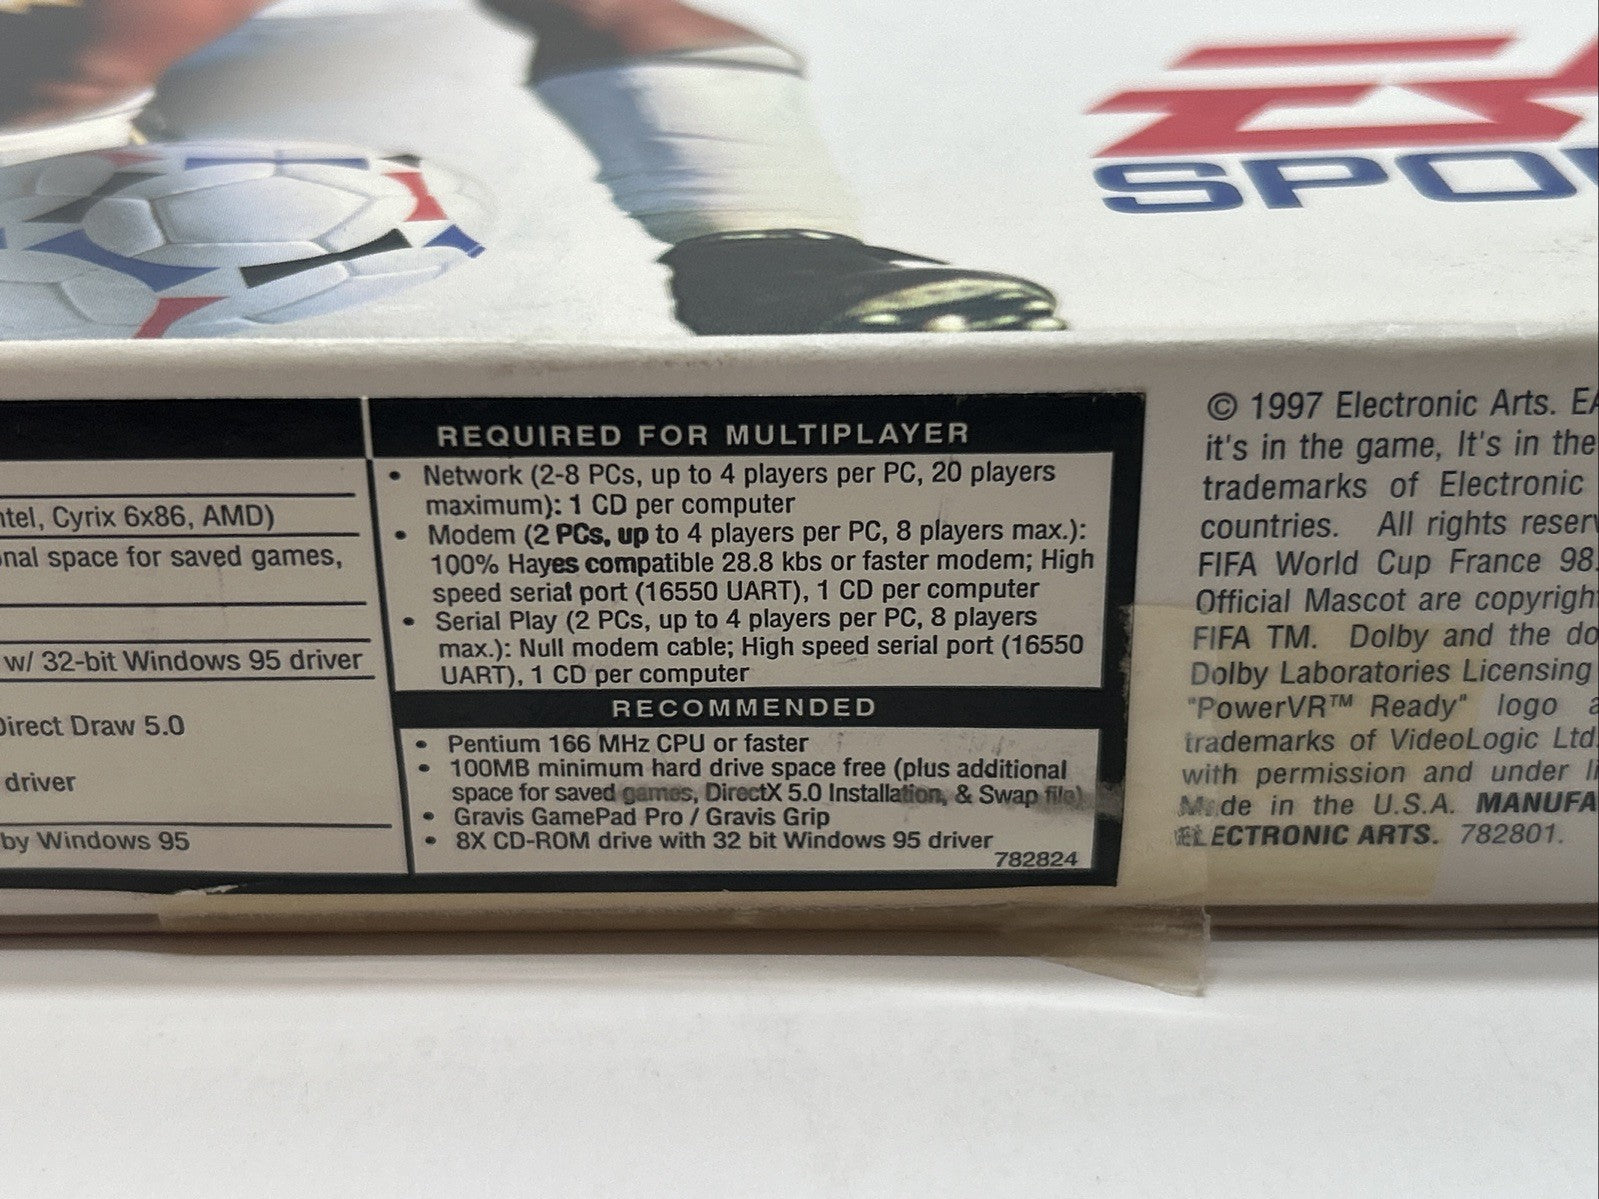 SPO
ntel, Cyrix 6x86, AMD)
onal space for saved games,
w/ 32-bit Windows 95 driver
Direct Draw 5.0
driver
by Windows 95
REQUIRED FOR MULTIPLAYER
• Network (2-8 PCs, up to 4 players per PC, 20 players
maximum): 1 CD per computer
• Modem (2 PCs, up to 4 players per PC, 8 players max.):
100% Hayes compatible 28.8 kbs or faster modem; High
speed serial port (16550 UART), 1 CD per computer
• Serial Play (2 PCs, up to 4 players per PC, 8 players
max.): Null modem cable; High speed serial port (16550
UART), 1 CD per computer
RECOMMENDED
• Pentium 166 MHz CPU or faster
• 100MB minimum hard drive space free (plus additional
space for saved games, DirectX 5.0 Installation, & Swap file)
• Gravis GamePad Pro / Gravis Grip
• 8X CD-ROM drive with 32 bit Windows 95 driver
782824
© 1997 Electronic Arts. EA
it's in the game, It's in the
trademarks of Electronic
countries. All rights reserv
FIFA World Cup France 98.
Official Mascot are copyright
FIFA TM. Dolby and the do
Dolby Laboratories Licensing
"PowerVR™ Ready" logo a
trademarks of VideoLogic Ltd.
with permission and under li
Made in the U.S.A. MANUFA
ELECTRONIC ARTS. 782801.